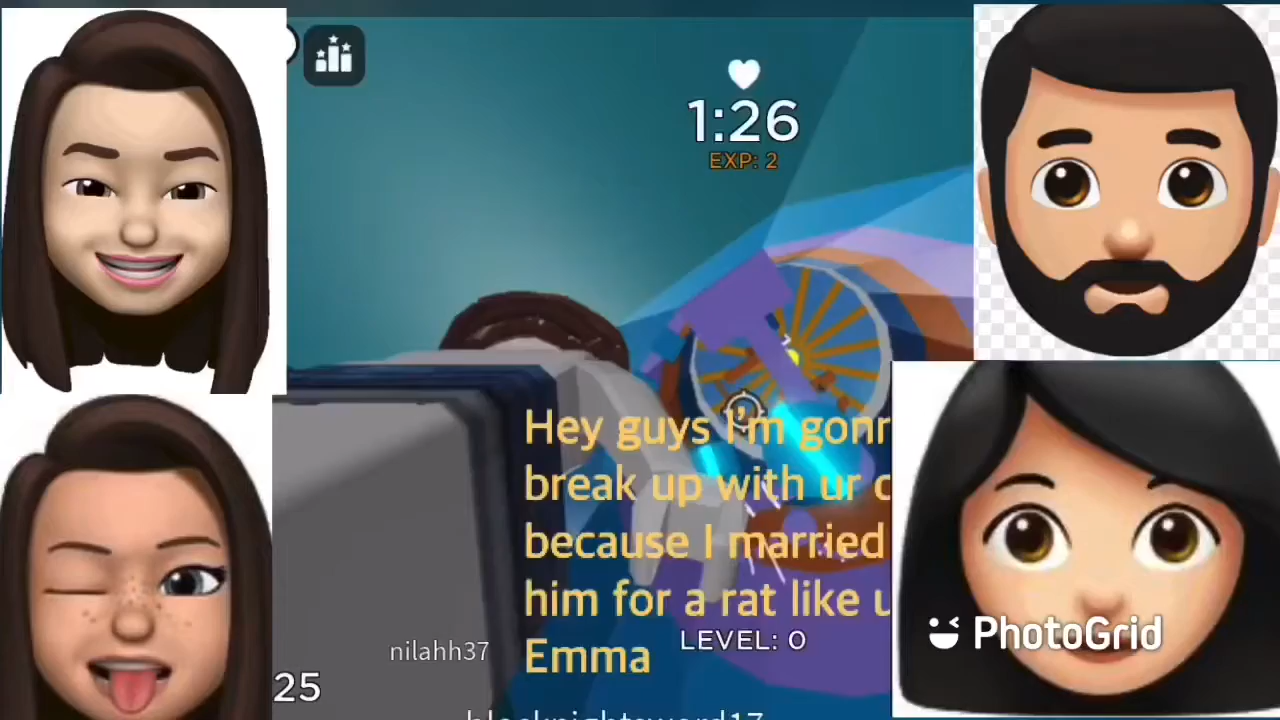 1:26
EXP: 2
Hey guys I'm gonr
break up with ur c
because I married
him for a rat like u
LEVEL: 0
PhotoGrid
nilahh37
Emma
25